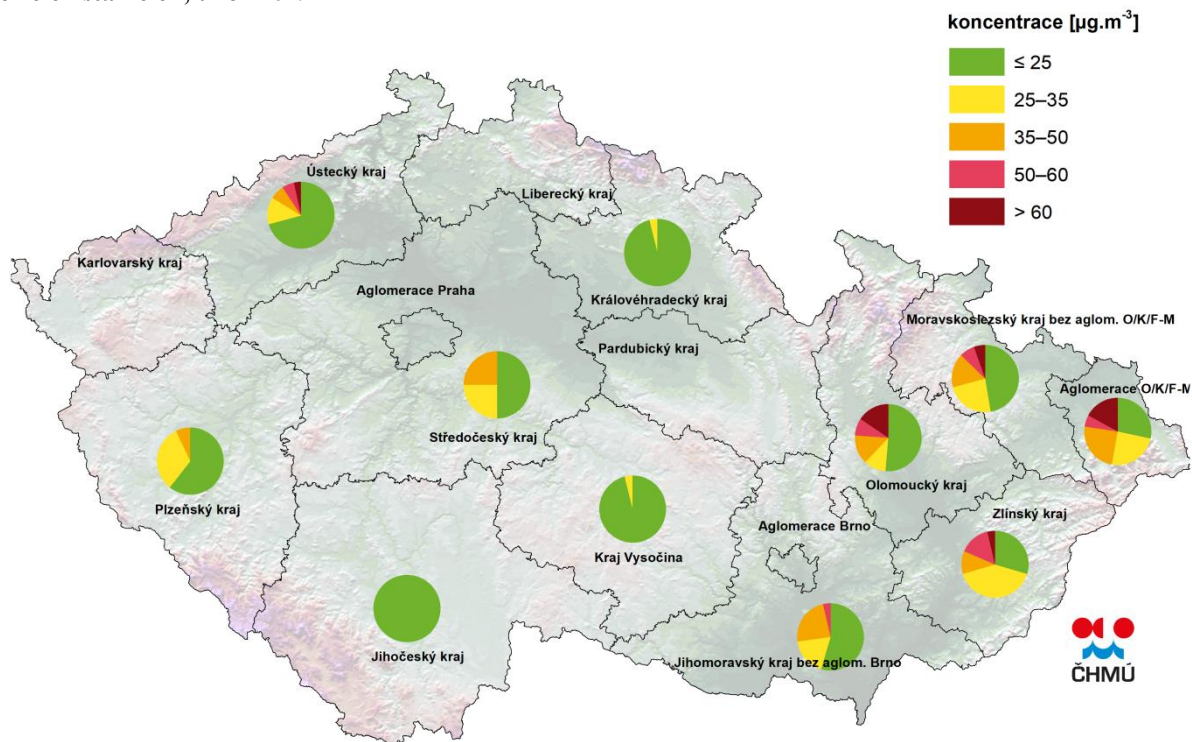 koncentrace [µg.m⁻³]
≤ 25
25–35
35–50
50–60
> 60
Ústecký kraj
Liberecký kraj
Karlovarský kraj
Aglomerace Praha
Královéhradecký kraj
Moravskoslezský kraj bez aglom. O/K/F-M
Pardubický kraj
Aglomerace O/K/F-M
Středočeský kraj
Olomoucký kraj
Plzeňský kraj
Zlínský kraj
Aglomerace Brno
Kraj Vysočina
Jihočeský kraj
Jihomoravský kraj bez aglom. Brno
ČHMÚ